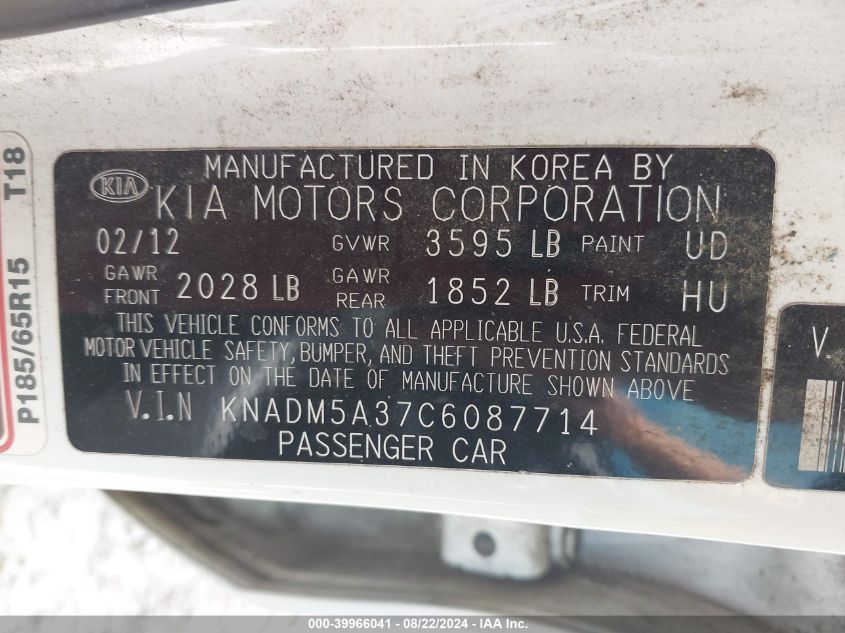 MANUFACTURED IN KOREA BY
KIA KIA MOTORS CORPORATION
02/12 GVWR 3595 LB PAINT UD
GAWR FRONT 2028 LB GAWR REAR 1852 LB TRIM HU
THIS VEHICLE CONFORMS TO ALL APPLICABLE U.S.A. FEDERAL
MOTOR VEHICLE SAFETY, BUMPER, AND THEFT PREVENTION STANDARDS
IN EFFECT ON THE DATE OF MANUFACTURE SHOWN ABOVE
V.I.N KNADM5A37C6087714
PASSENGER CAR
P185/65R15 T18
V.
000-39966041 - 08/22/2024 - IAA Inc.